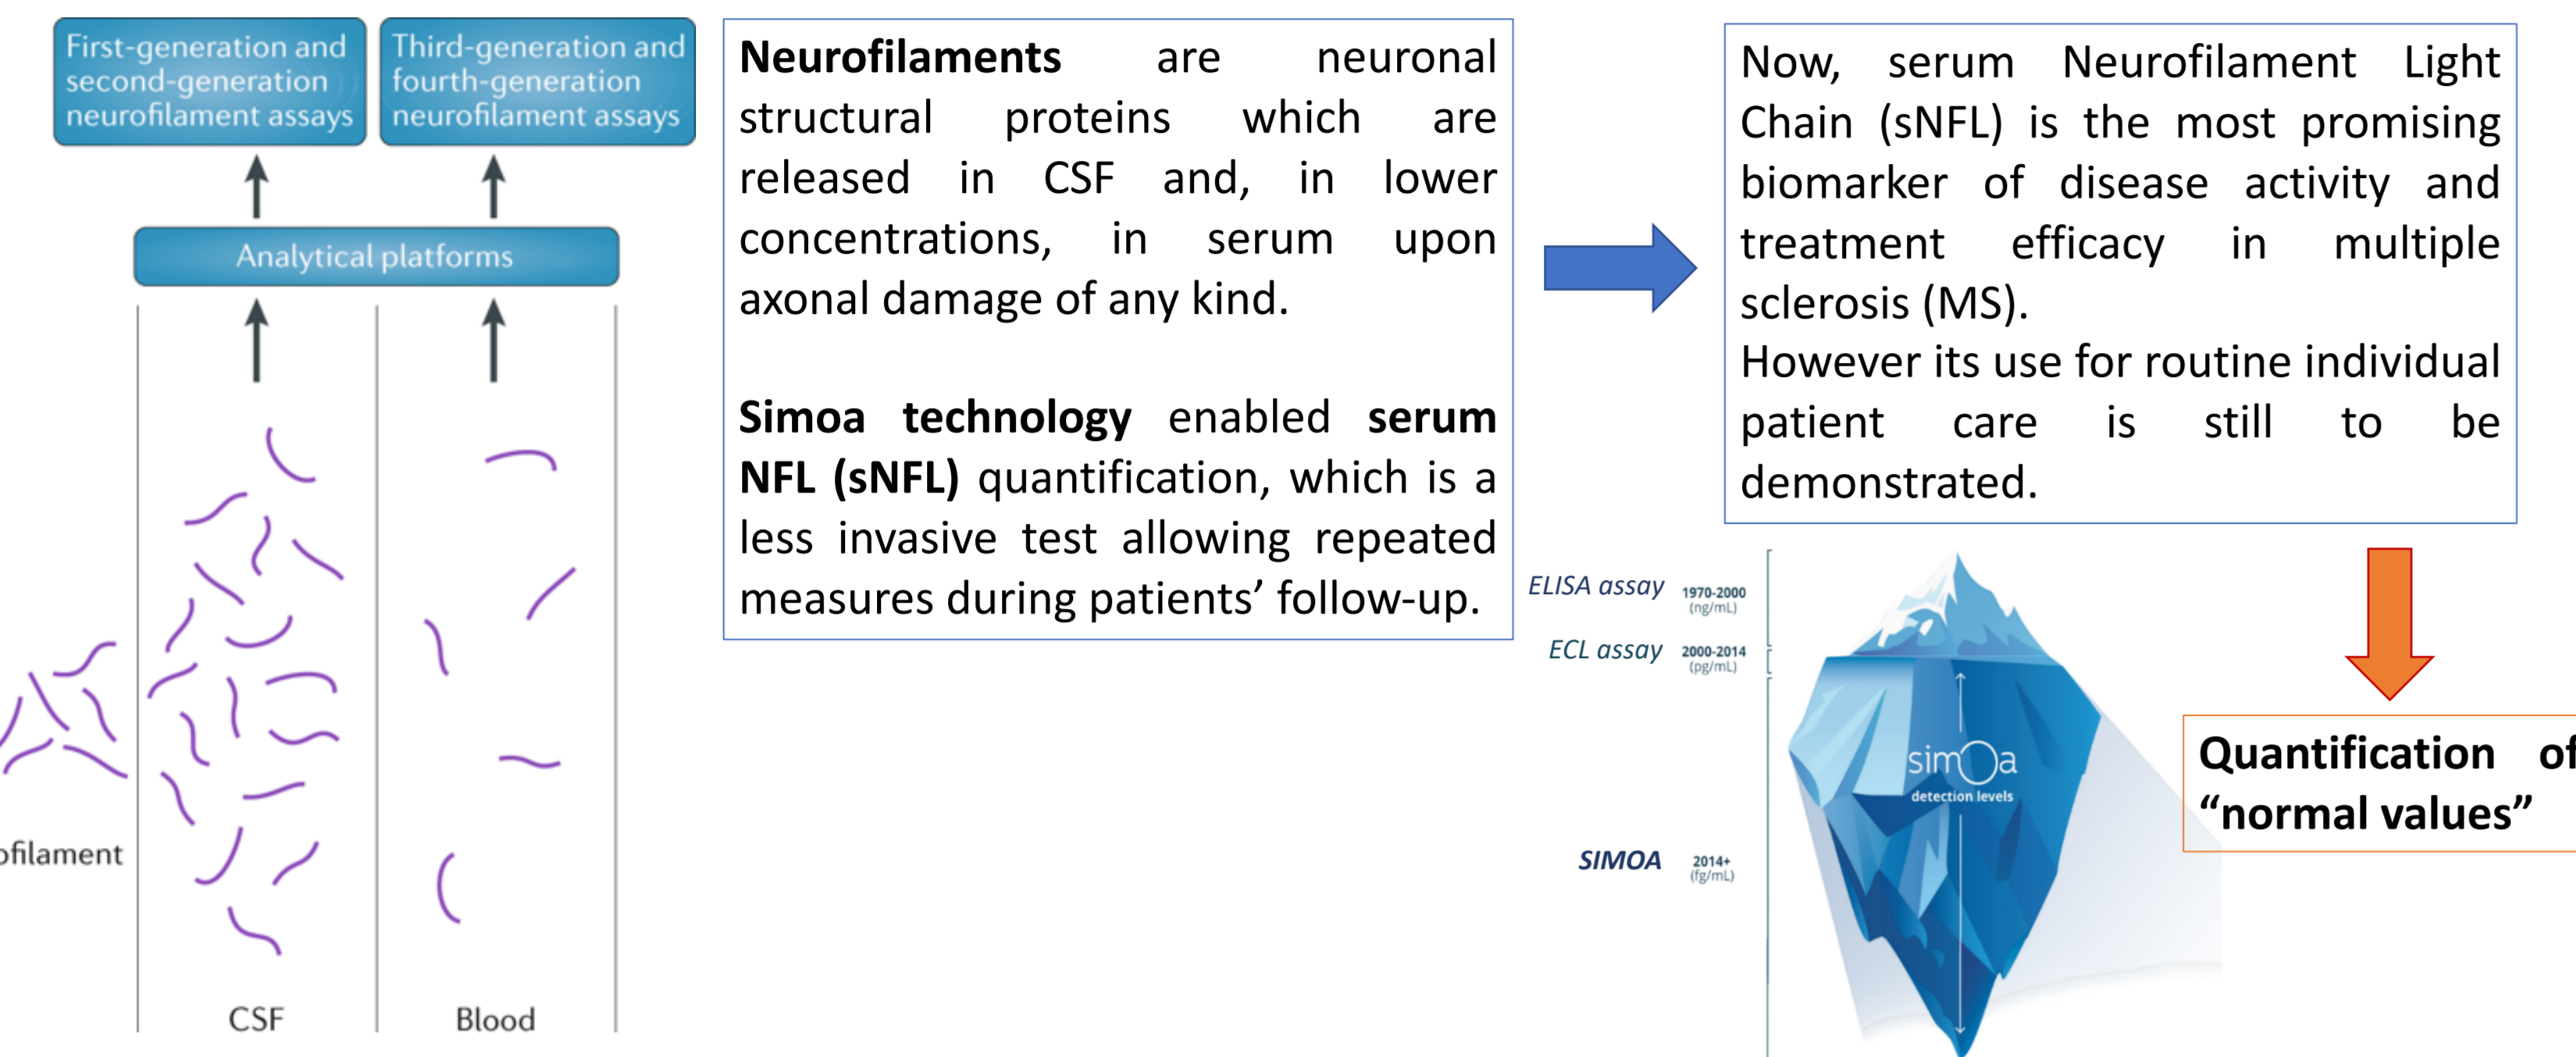 First-generation and
second-generation
neurofilament assays
Third-generation and
fourth-generation
neurofilament assays
Analytical platforms
ofilament
CSF
Blood
Neurofilaments are neuronal
structural proteins which are
released in CSF and, in lower
concentrations, in serum upon
axonal damage of any kind.
Simoa technology enabled serum
NFL (sNFL) quantification, which is a
less invasive test allowing repeated
measures during patients’ follow-up.
Now, serum Neurofilament Light
Chain (sNFL) is the most promising
biomarker of disease activity and
treatment efficacy in multiple
sclerosis (MS).
However its use for routine individual
patient care is still to be
demonstrated.
ELISA assay
1970-2000
(ng/mL)
ECL assay
2000-2014
(pg/mL)
SIMOA
2014+
(fg/mL)
simoa
detection levels
Quantification of
“normal values”